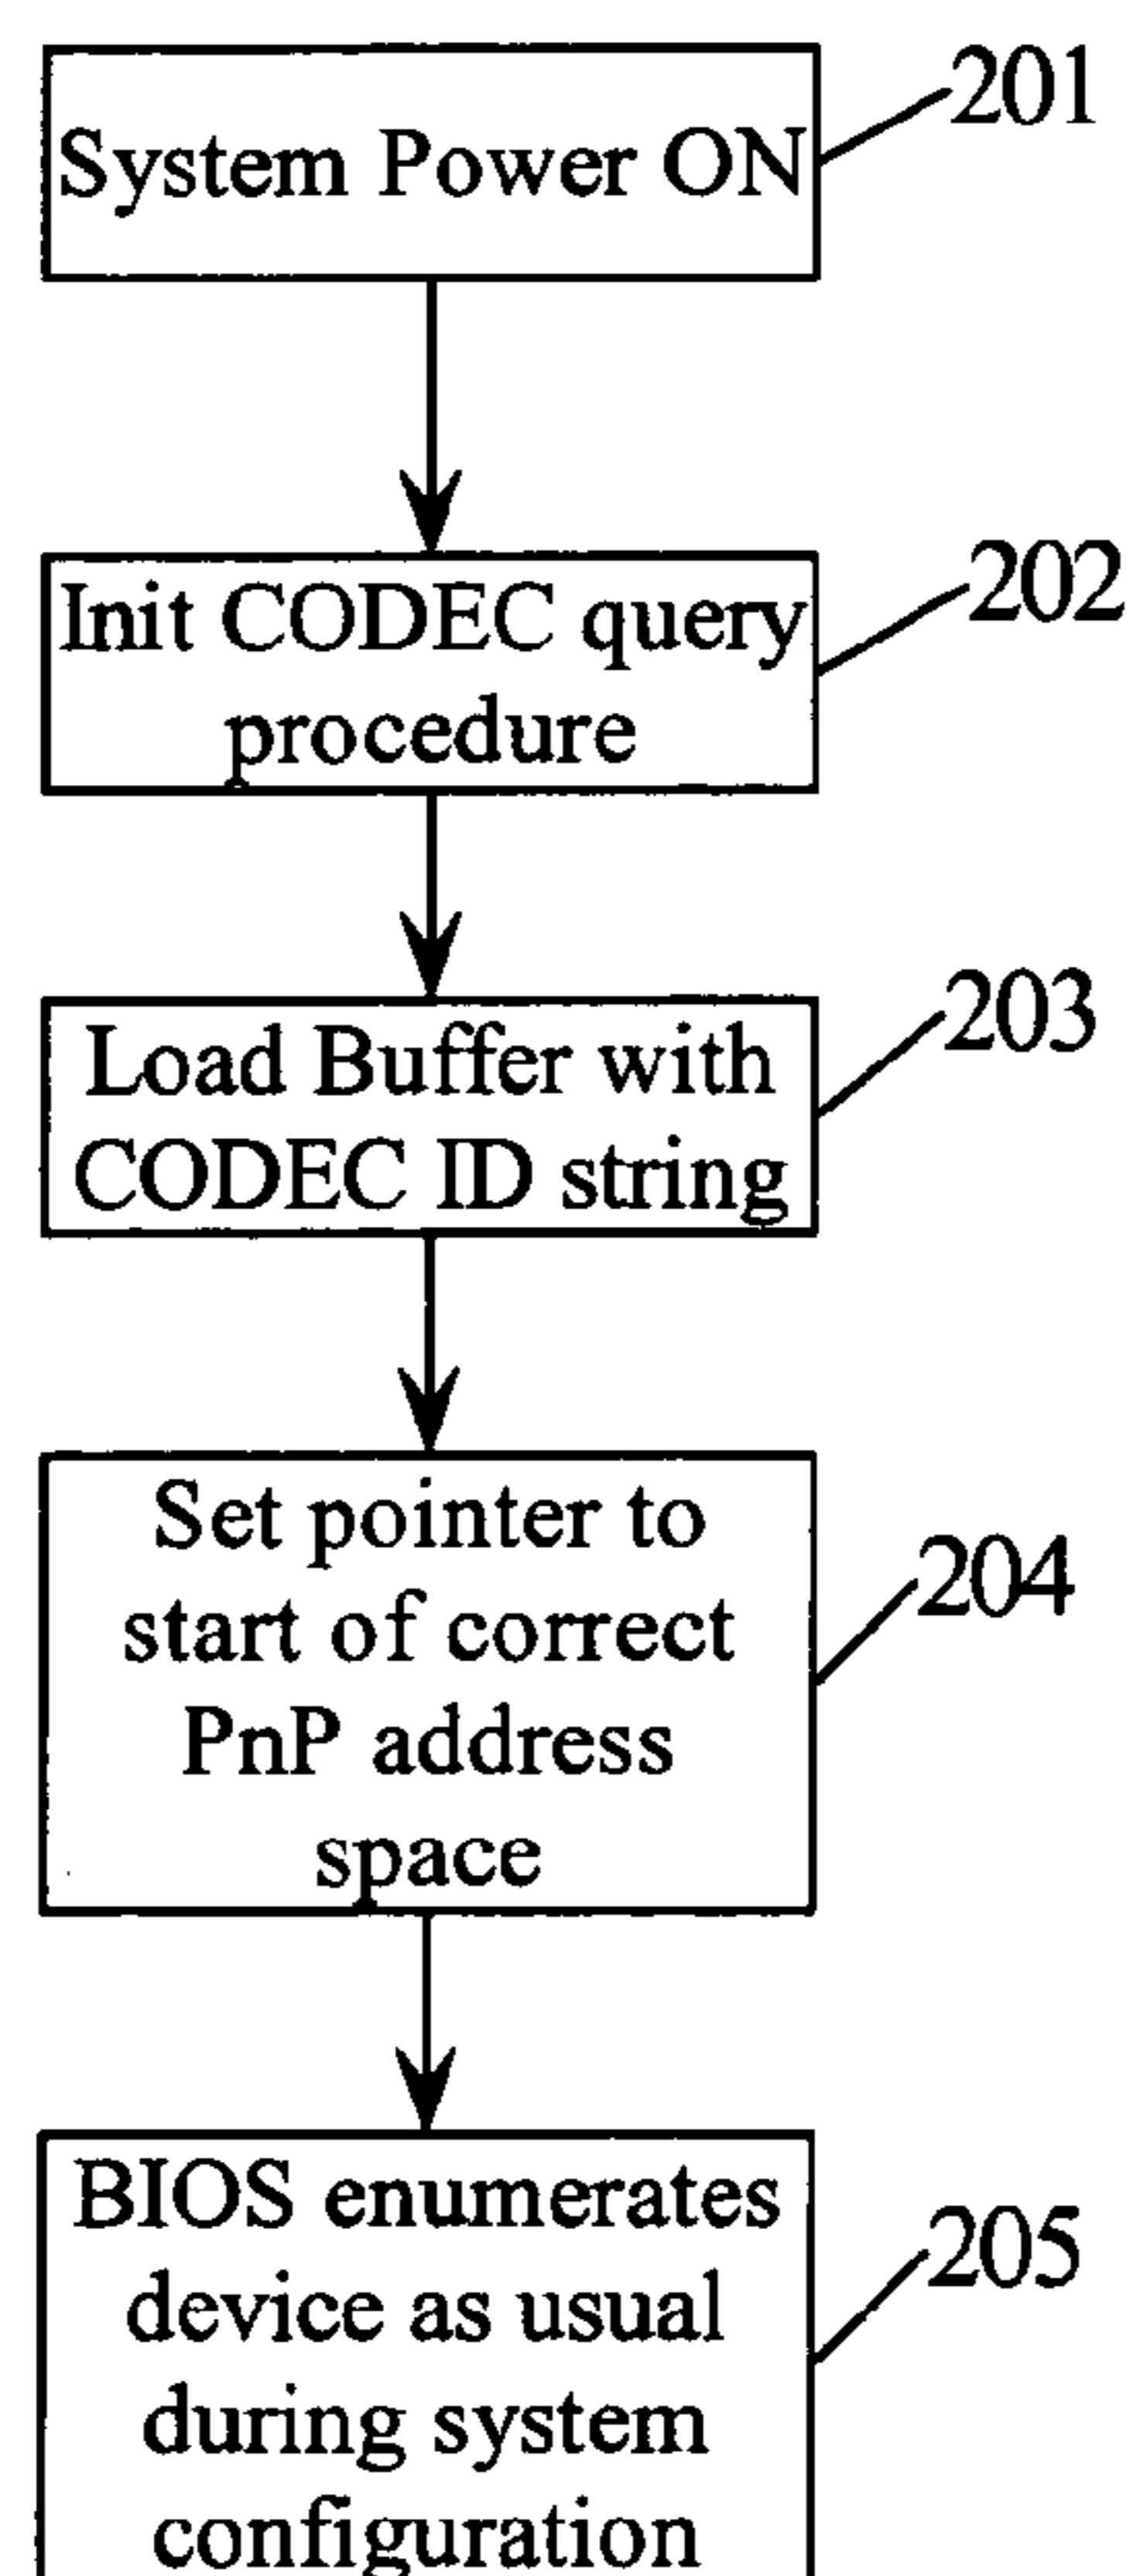 System Power ON
201
Init CODEC query
procedure
202
Load Buffer with
CODEC ID string
203
Set pointer to
start of correct
PnP address
space
204
BIOS enumerates
device as usual
during system
configuration
205